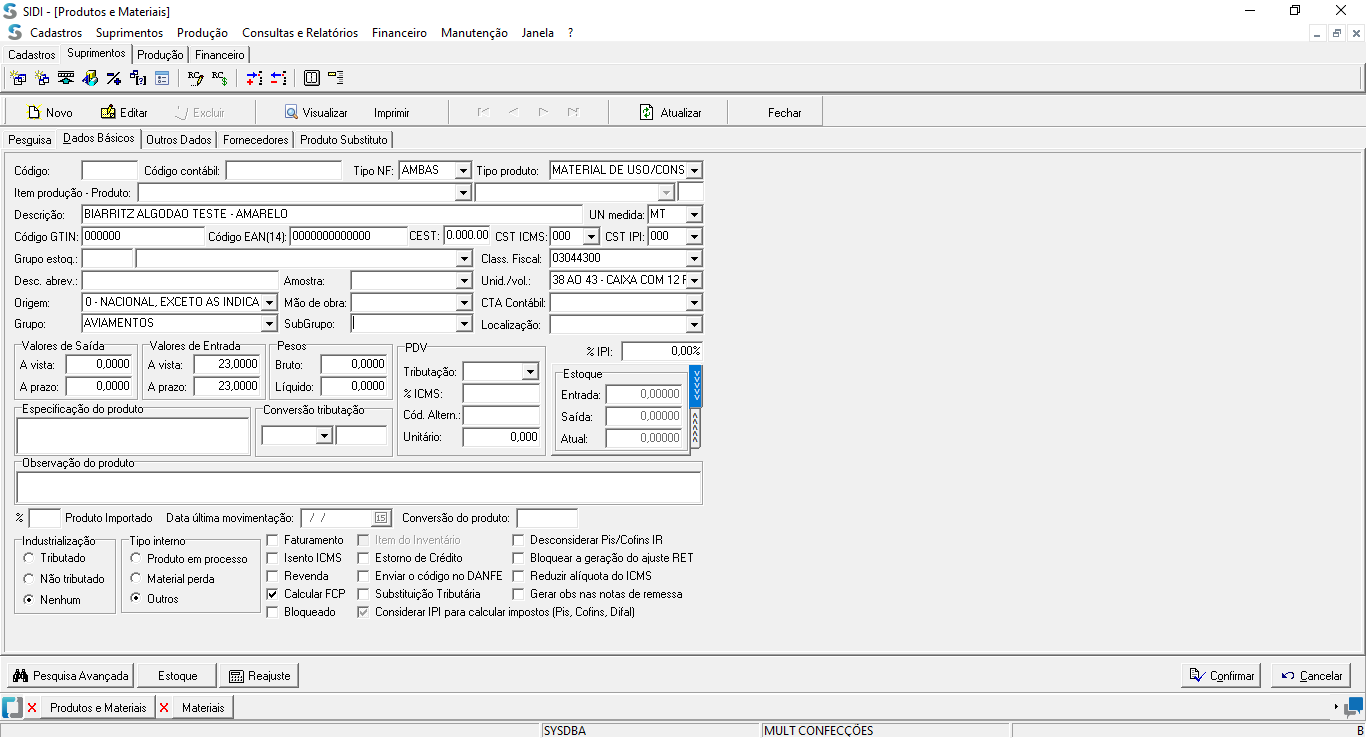 SIDI - [Produtos e Materiais]
Cadastros Suprimentos Produção Consultas e Relatórios Financeiro Manutenção Janela ?
Cadastros Suprimentos Produção Financeiro
Novo Editar Excluir Visualizar Imprimir Atualizar Fechar
Pesquisa Dados Básicos Outros Dados Fornecedores Produto Substituto
Código: Código contábil: Tipo NF: AMBAS Tipo produto: MATERIAL DE USO/CONS
Item produção - Produto:
Descrição: BIARRITZ ALGODAO TESTE - AMARELO UN medida: MT
Código GTIN: 000000 Código EAN(14): 0000000000000 CEST: 0.000.00 CST ICMS: 000 CST IPI: 000
Grupo estoq.: Class. Fiscal: 03044300
Desc. abrev.: Amostra: Unid./vol.: 38 AO 43 - CAIXA COM 12 F
Origem: 0 - NACIONAL, EXCETO AS INDICA Mão de obra: CTA Contábil:
Grupo: AVIAMENTOS SubGrupo: Localização:
Valores de Saída Valores de Entrada Pesos PDV % IPI: 0,00%
A vista: 0,0000 A vista: 23,0000 Bruto: 0,0000 Tributação: Estoque
A prazo: 0,0000 A prazo: 23,0000 Líquido: 0,0000 % ICMS: Entrada: 0,00000
Especificação do produto Conversão tributação Cód. Altern.: Saída: 0,00000
Unitário: 0,000 Atual: 0,00000
Observação do produto
% Produto Importado Data última movimentação: / / 15 Conversão do produto:
Industrialização Tipo interno Faturamento Item do Inventário Desconsiderar Pis/Cofins IR
Tributado Produto em processo Isento ICMS Estorno de Crédito Bloquear a geração do ajuste RET
Não tributado Material perda Revenda Enviar o código no DANFE Reduzir alíquota do ICMS
Nenhum Outros Calcular FCP Substituição Tributária Gerar obs nas notas de remessa
Bloqueado Considerar IPI para calcular impostos (Pis, Cofins, Difal)
Pesquisa Avançada Estoque Reajuste Confirmar Cancelar
Produtos e Materiais Materiais
SYSDBA MULT CONFECÇÕES B